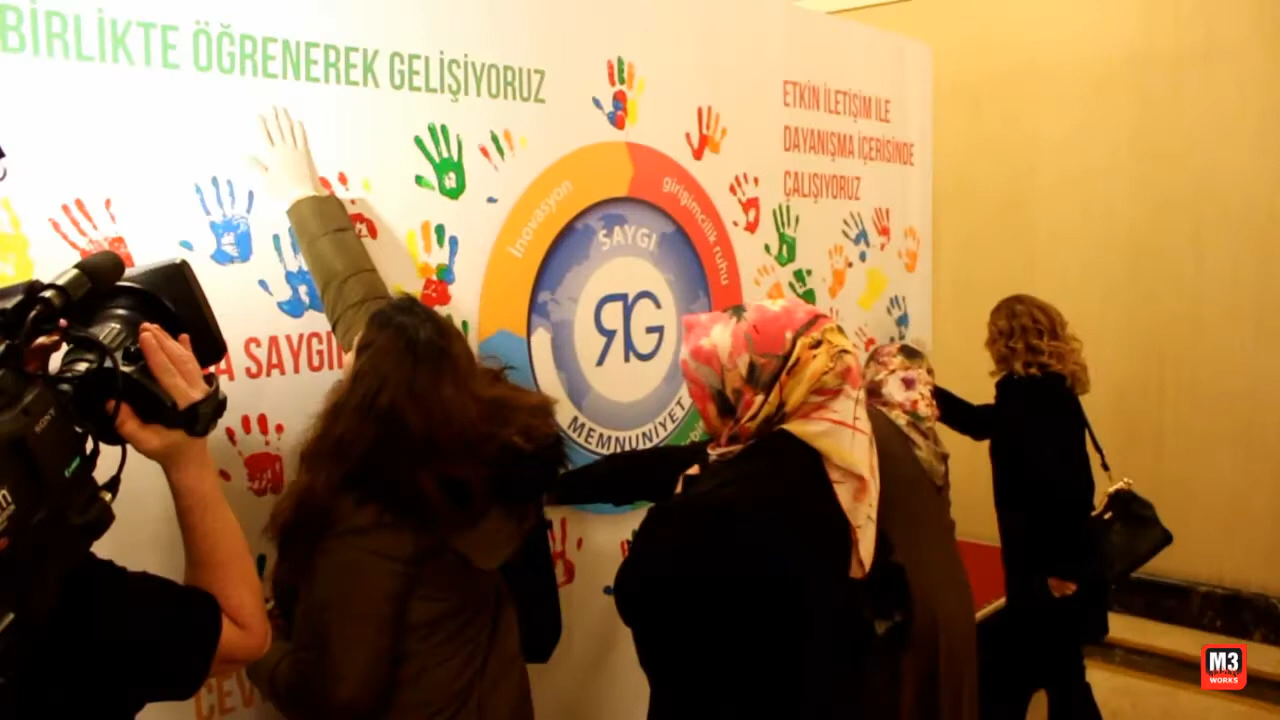 BİRLİKTE ÖĞRENEREK GELİŞİYORUZ
ETKİN İLETİŞİM İLE
DAYANIŞMA İÇERİSİNDE
ÇALIŞIYORUZ
İnovasyon
girişimcilik ruhu
SAYGI
RG
MEMNUNİYET
SONY
M3
WORKS